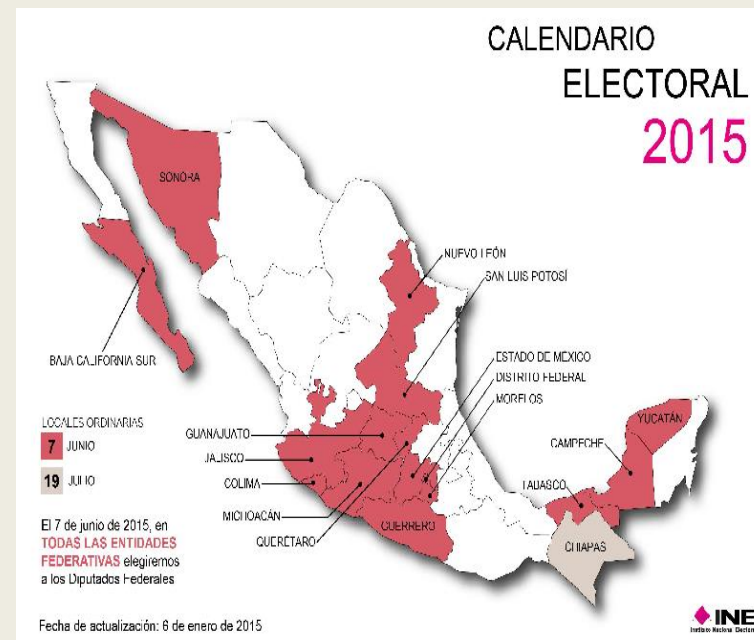 CALENDARIO
ELECTORAL
2015
SONORA
NUEVO LEÓN
SAN LUIS POTOSÍ
BAJA CALIFORNIA SUR
ESTADO DE MÉXICO
DISTRITO FEDERAL
MORELOS
YUCATÁN
CAMPECHE
TABASCO
CHIAPAS
GUANAJUATO
JALISCO
COLIMA
MICHOACÁN
QUERÉTARO
GUERRERO
LOCALES ORDINARIAS
7 JUNIO
19 JULIO
El 7 de junio de 2015, en
TODAS LAS ENTIDADES
FEDERATIVAS elegiremos
a los Diputados Federales
Fecha de actualización: 6 de enero de 2015
INE
Instituto Nacional Electoral